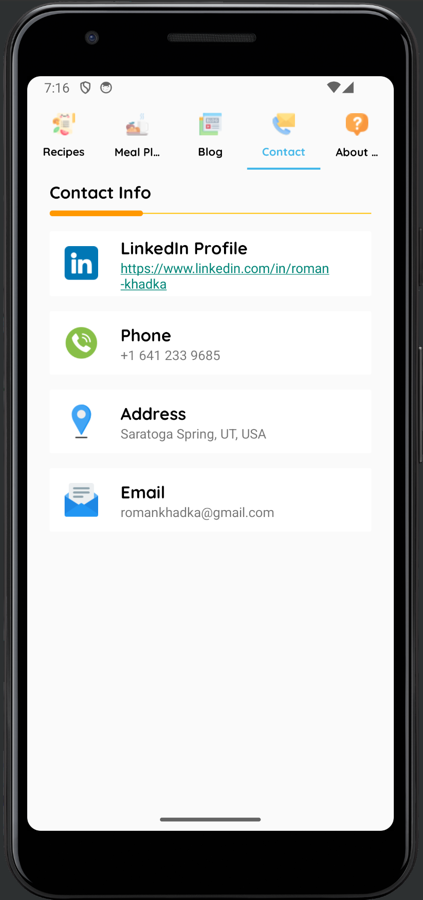 7:16
Recipes
Meal Pl…
Blog
Contact
About …
Contact Info
in
LinkedIn Profile
https://www.linkedin.com/in/roman
-khadka
Phone
+1 641 233 9685
Address
Saratoga Spring, UT, USA
Email
romankhadka@gmail.com